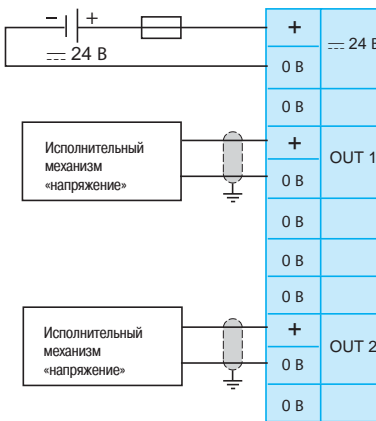 − +
+
⎓ 24 В
⎓ 24 В
0 В
0 В
Исполнительный
механизм
«напряжение»
+
OUT 1
0 В
0 В
0 В
0 В
Исполнительный
механизм
«напряжение»
+
OUT 2
0 В
0 В